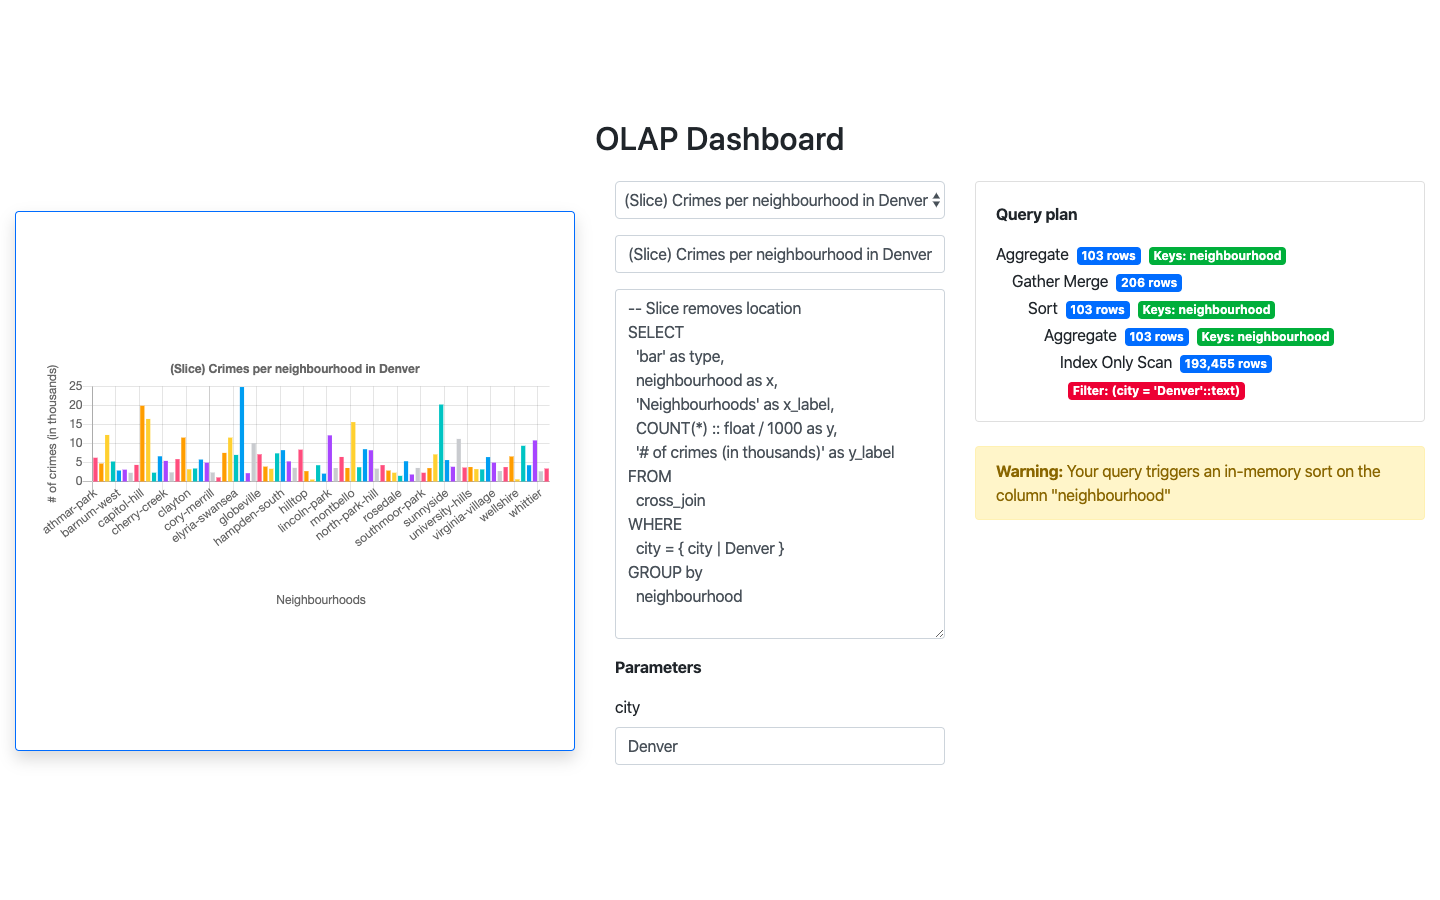 OLAP Dashboard
(Slice) Crimes per neighbourhood in Denver
# of crimes (in thousands)
25
20
15
10
5
0
athmar-park
barnum-west
capitol-hill
cherry-creek
clayton
cory-merrill
elyria-swansea
globeville
hampden-south
hilltop
lincoln-park
montbello
north-park-hill
rosedale
southmoor-park
sunnyside
university-hills
virginia-village
wellshire
whittier
Neighbourhoods
(Slice) Crimes per neighbourhood in Denver
(Slice) Crimes per neighbourhood in Denver
-- Slice removes location
SELECT
'bar' as type,
neighbourhood as x,
'Neighbourhoods' as x_label,
COUNT(*) :: float / 1000 as y,
'# of crimes (in thousands)' as y_label
FROM
cross_join
WHERE
city = { city | Denver }
GROUP by
neighbourhood
Parameters
city
Denver
Query plan
Aggregate 103 rows Keys: neighbourhood
Gather Merge 206 rows
Sort 103 rows Keys: neighbourhood
Aggregate 103 rows Keys: neighbourhood
Index Only Scan 193,455 rows
Filter: (city = 'Denver'::text)
Warning: Your query triggers an in-memory sort on the
column "neighbourhood"